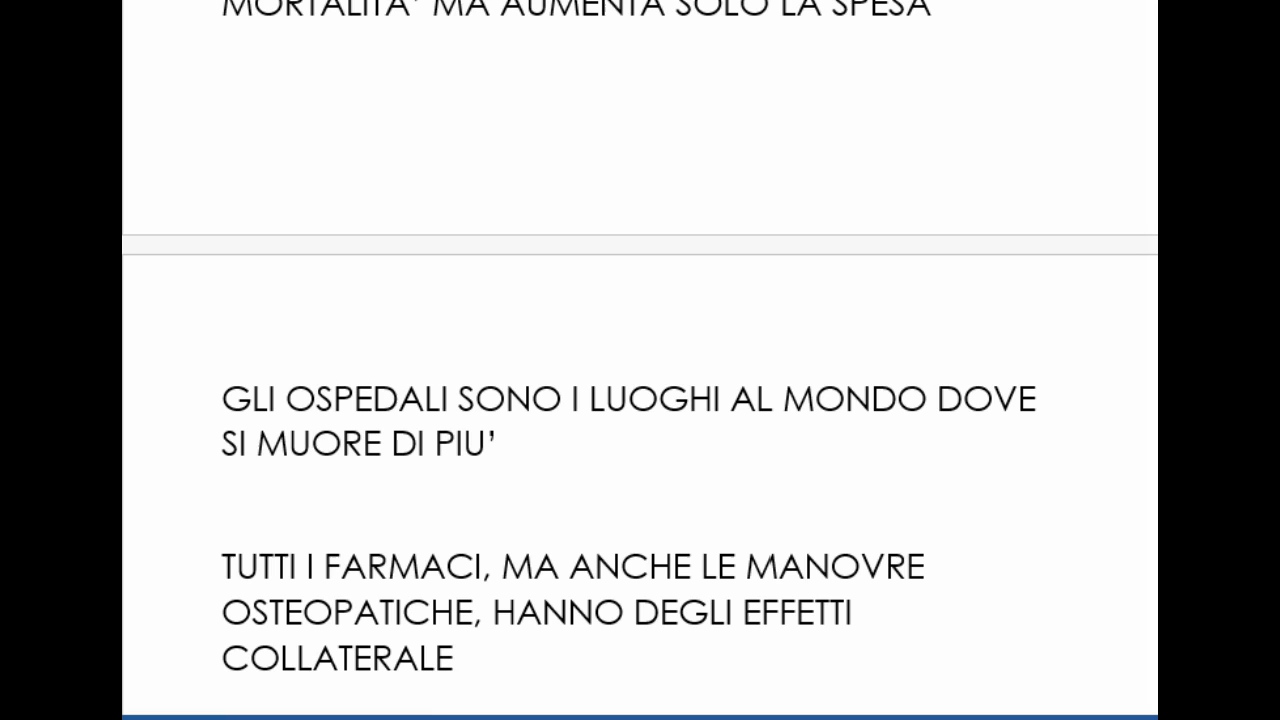 MORTALITA' MA AUMENTA SOLO LA SPESA
GLI OSPEDALI SONO I LUOGHI AL MONDO DOVE
SI MUORE DI PIU’
TUTTI I FARMACI, MA ANCHE LE MANOVRE
OSTEOPATICHE, HANNO DEGLI EFFETTI
COLLATERALE